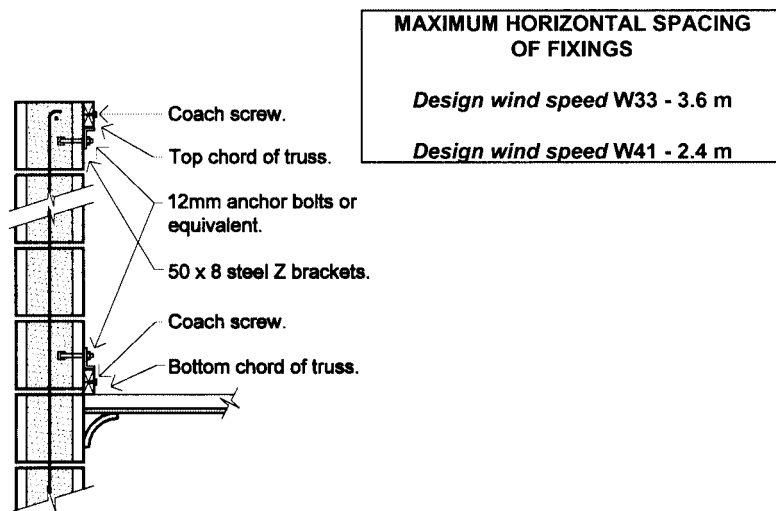 MAXIMUM HORIZONTAL SPACING
OF FIXINGS
Design wind speed W33 - 3.6 m
Design wind speed W41 - 2.4 m
Coach screw.
Top chord of truss.
12mm anchor bolts or
equivalent.
50 x 8 steel Z brackets.
Coach screw.
Bottom chord of truss.